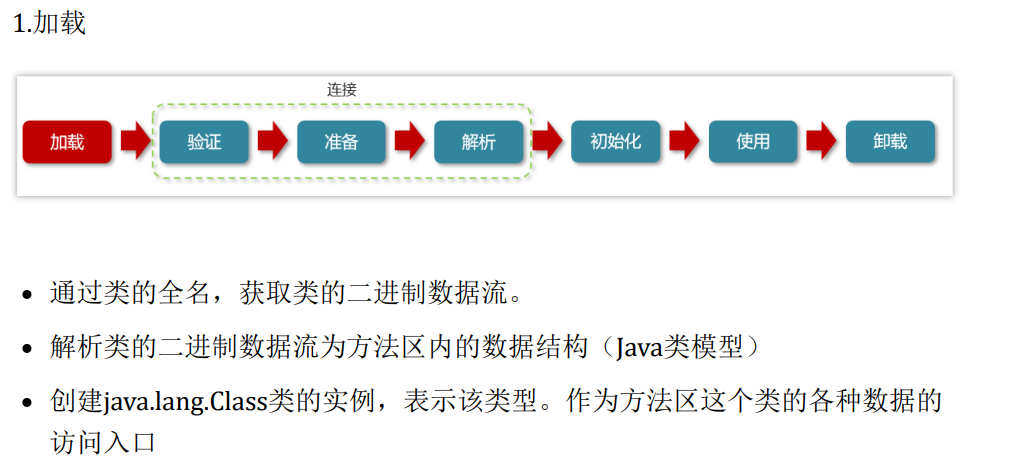 1.加载
连接
加载 验证 准备 解析 初始化 使用 卸载
• 通过类的全名，获取类的二进制数据流。
• 解析类的二进制数据流为方法区内的数据结构（Java类模型）
• 创建java.lang.Class类的实例，表示该类型。作为方法区这个类的各种数据的
访问入口